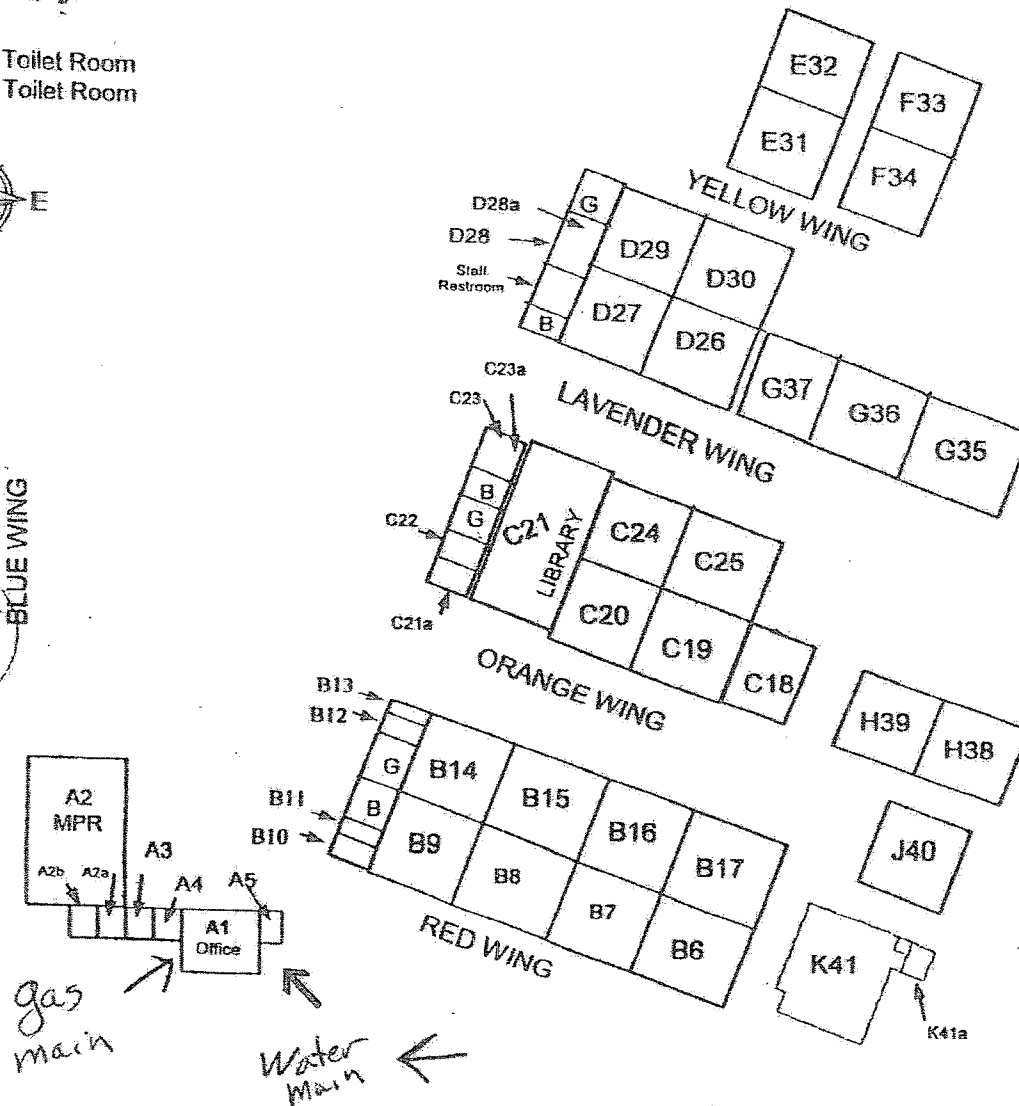 Toilet Room
Toilet Room
E
E32
F33
E31
F34
YELLOW WING
D28a
G
D28
D29
D30
Staff
Restroom
D27
B
D26
C23a
G37
G36
G35
C23
LAVENDER WING
B
G
C22
C21
LIBRARY
C24
C25
C21a
C20
C19
C18
ORANGE WING
BLUE WING
B13
B12
H39
H38
G
B14
B15
B11
B
B16
B10
B9
B17
J40
B8
B7
B6
RED WING
K41
K41a
A2
MPR
A3
A2b
A2a
A4
A5
A1
Office
gas
main
Water
main